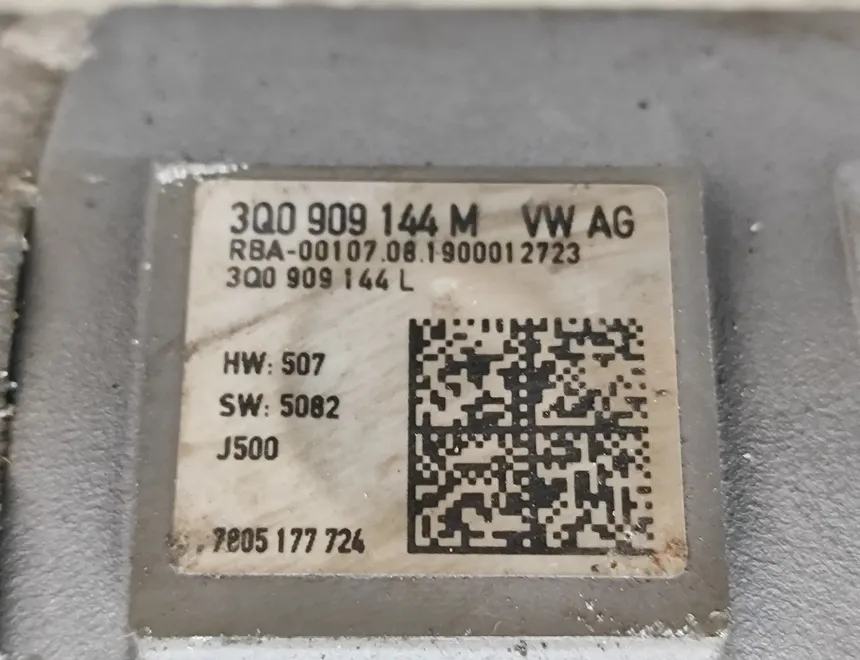 3Q0 909 144 M VW AG
RBA-00107.08.1900012723
3Q0 909 144 L
HW: 507
SW: 5082
J500
7805 177 724